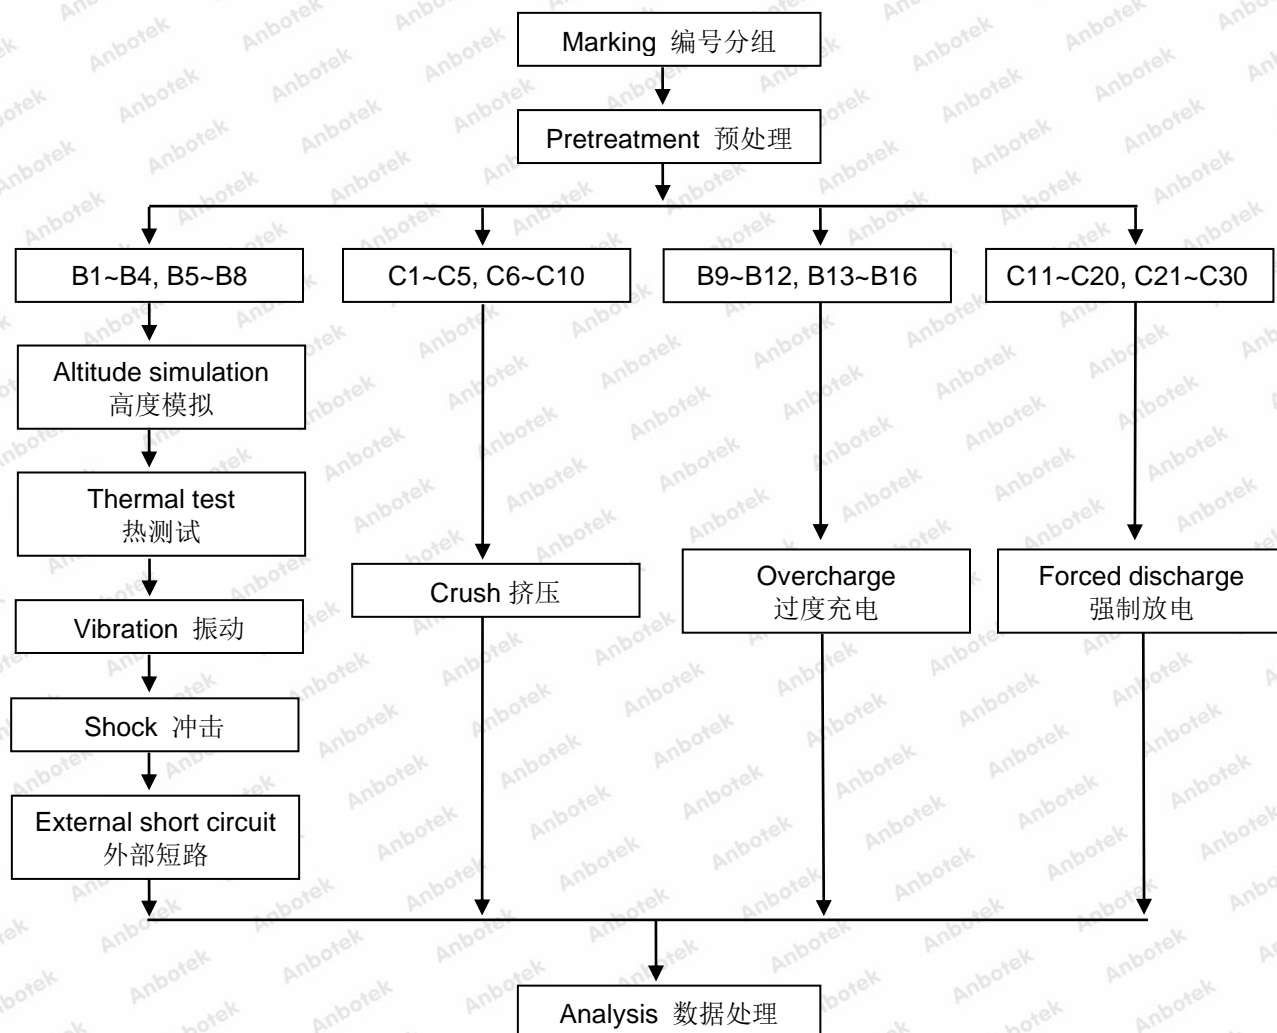 Marking 编号分组
Pretreatment 预处理
B1~B4, B5~B8
C1~C5, C6~C10
B9~B12, B13~B16
C11~C20, C21~C30
Altitude simulation
高度模拟
Thermal test
热测试
Vibration 振动
Shock 冲击
External short circuit
外部短路
Crush 挤压
Overcharge
过度充电
Forced discharge
强制放电
Analysis 数据处理
Anbotek